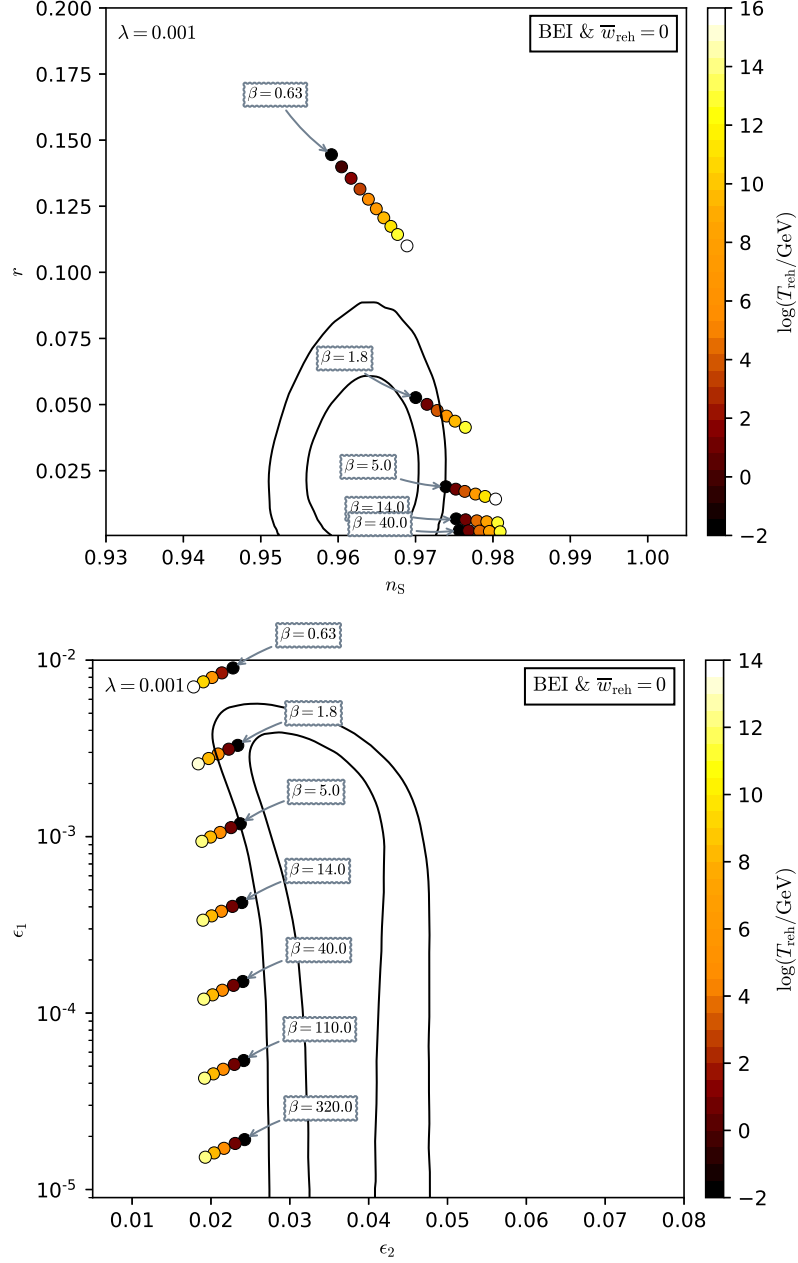 λ = 0.001
BEI & w̅reh = 0
β = 0.63
β = 1.8
β = 5.0
β = 14.0
β = 40.0
0.200
0.175
0.150
0.125
0.100
0.075
0.050
0.025
r
0.93 0.94 0.95 0.96 0.97 0.98 0.99 1.00
nS
16
14
12
10
8
6
4
2
0
−2
log(Treh/GeV)
λ = 0.001
BEI & w̅reh = 0
β = 0.63
β = 1.8
β = 5.0
β = 14.0
β = 40.0
β = 110.0
β = 320.0
10-2
10-3
10-4
10-5
ϵ1
0.01 0.02 0.03 0.04 0.05 0.06 0.07 0.08
ϵ2
14
12
10
8
6
4
2
0
−2
log(Treh/GeV)